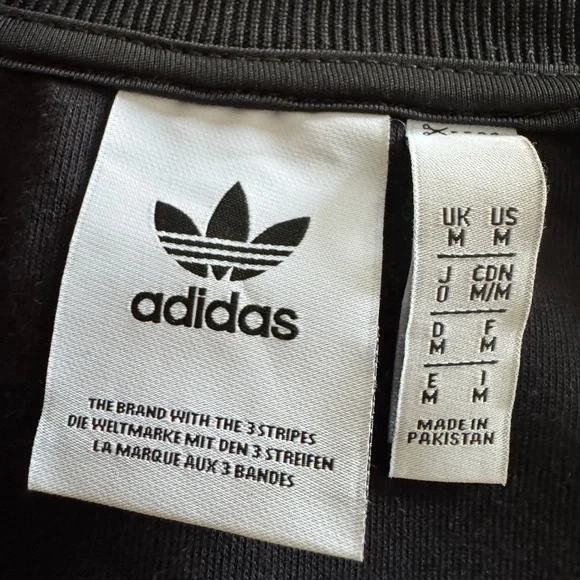 adidas
THE BRAND WITH THE 3 STRIPES
DIE WELTMARKE MIT DEN 3 STREIFEN
LA MARQUE AUX 3 BANDES
UK US
M M
J CDN
O M/M
D F
M M
E I
M M
MADE IN
PAKISTAN